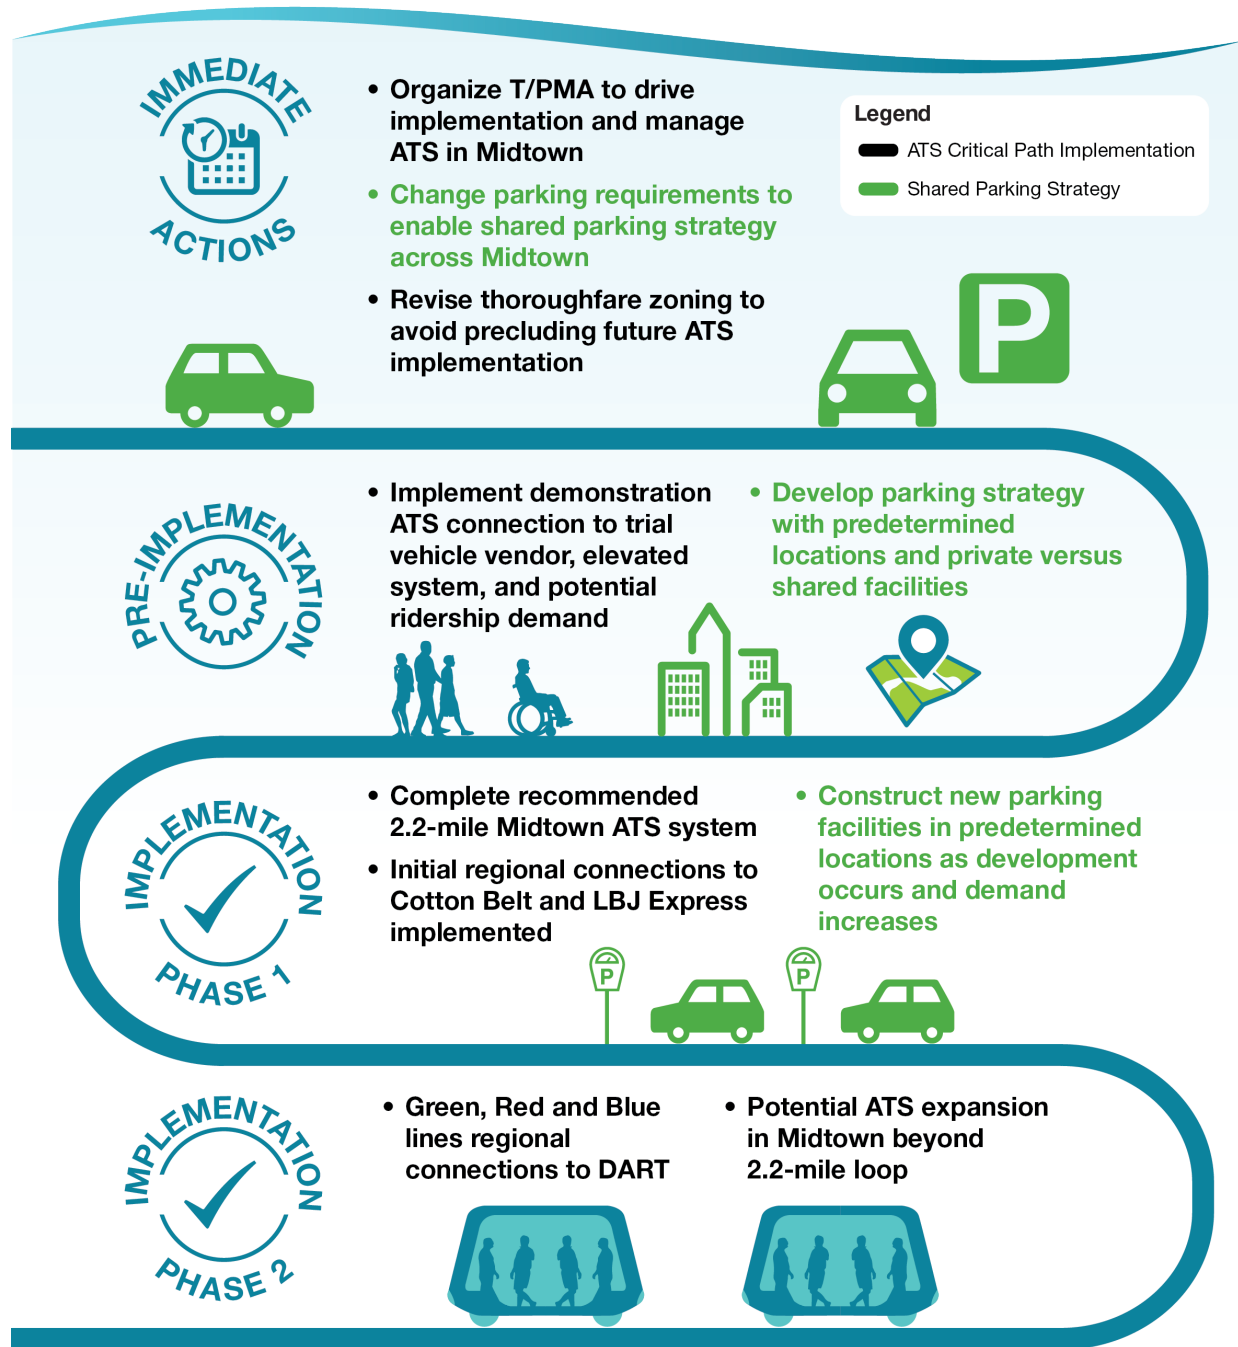 IMMEDIATE
ACTIONS
• Organize T/PMA to drive
implementation and manage
ATS in Midtown
• Change parking requirements to
enable shared parking strategy
across Midtown
• Revise thoroughfare zoning to
avoid precluding future ATS
implementation
Legend
ATS Critical Path Implementation
Shared Parking Strategy
P
PRE-IMPLEMENTATION
• Implement demonstration
ATS connection to trial
vehicle vendor, elevated
system, and potential
ridership demand
• Develop parking strategy
with predetermined
locations and private versus
shared facilities
IMPLEMENTATION
PHASE 1
• Complete recommended
2.2-mile Midtown ATS system
• Initial regional connections to
Cotton Belt and LBJ Express
implemented
• Construct new parking
facilities in predetermined
locations as development
occurs and demand
increases
P
P
IMPLEMENTATION
PHASE 2
• Green, Red and Blue
lines regional
connections to DART
• Potential ATS expansion
in Midtown beyond
2.2-mile loop